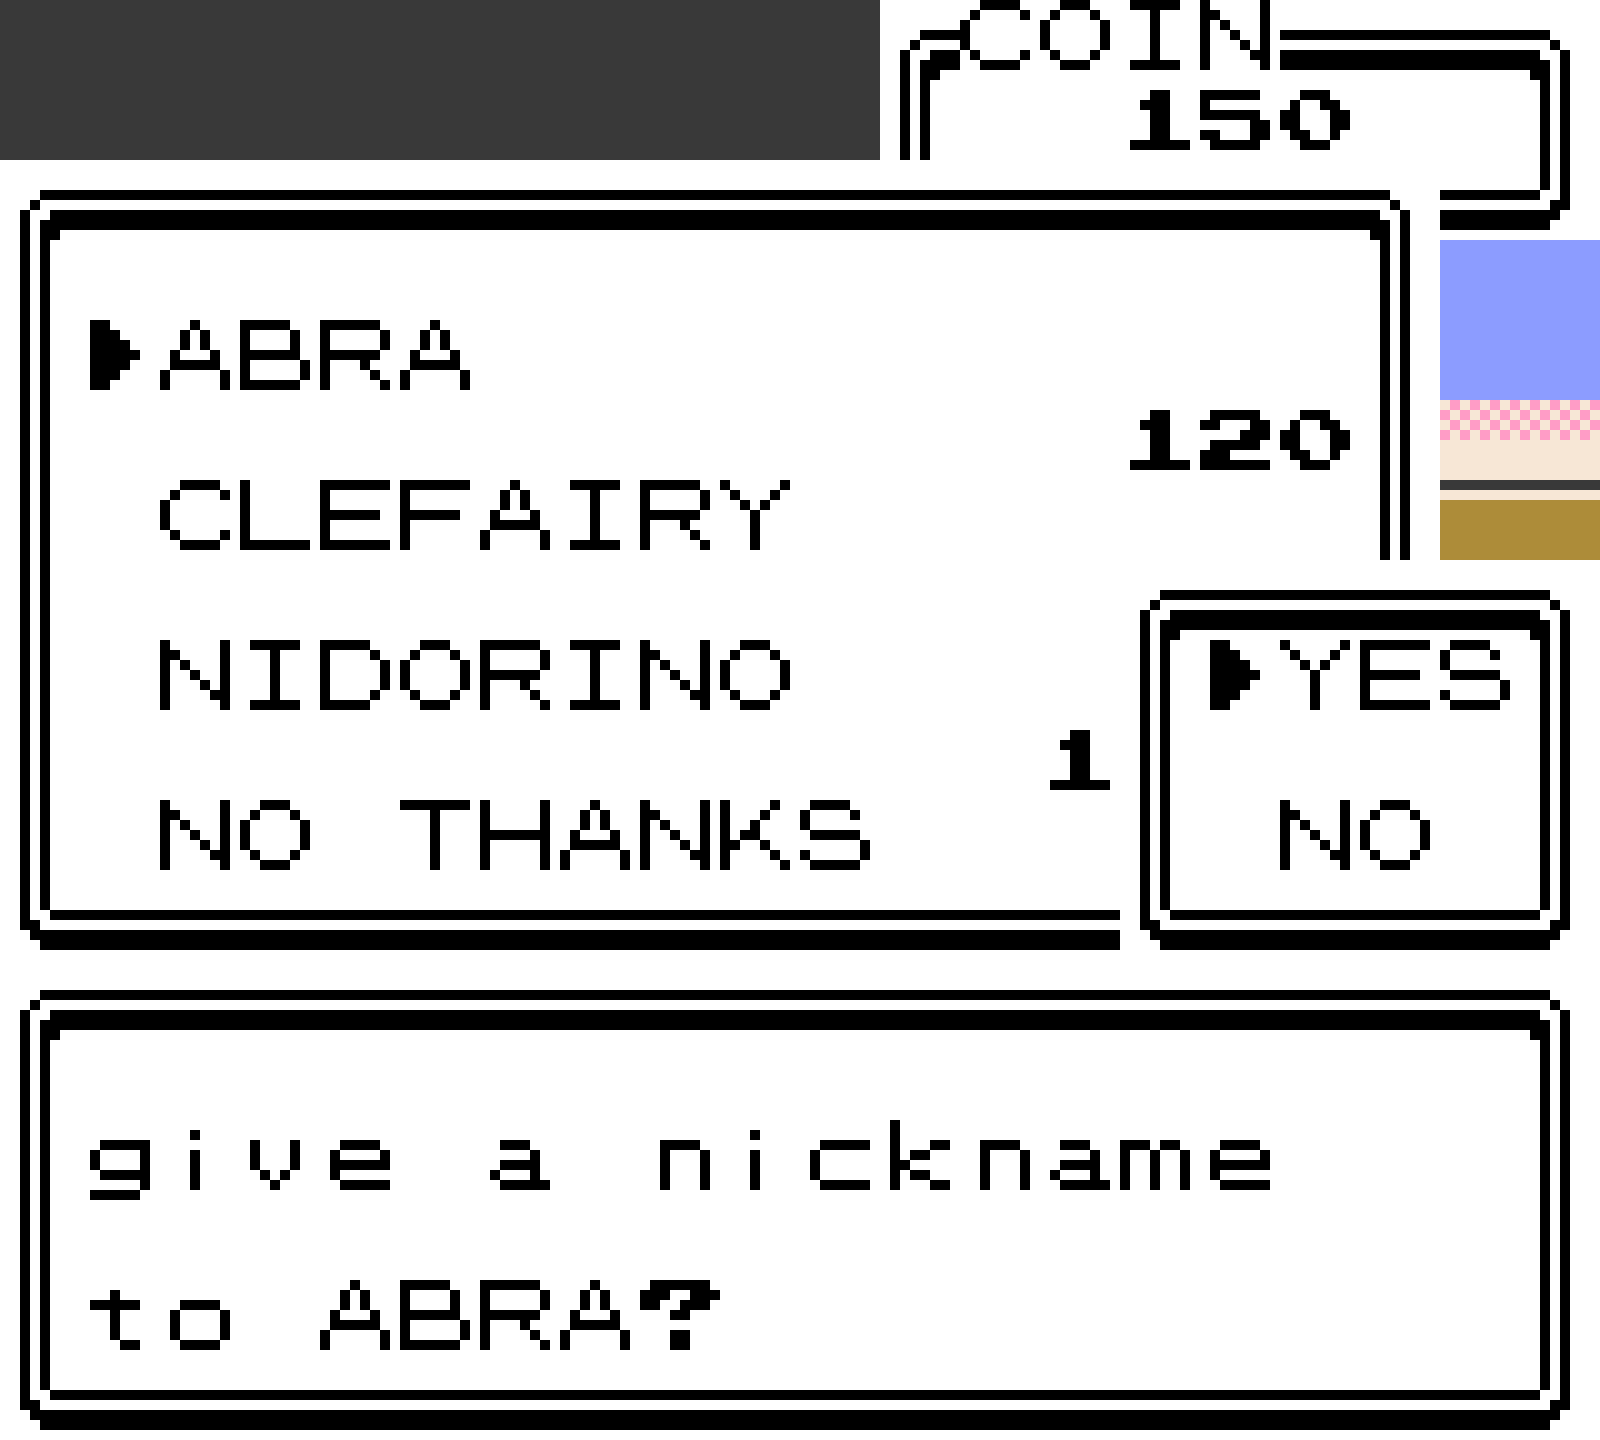 COIN
150
▶ABRA
120
CLEFAIRY
NIDORINO
1
NO THANKS
▶YES
NO
give a nickname
to ABRA?